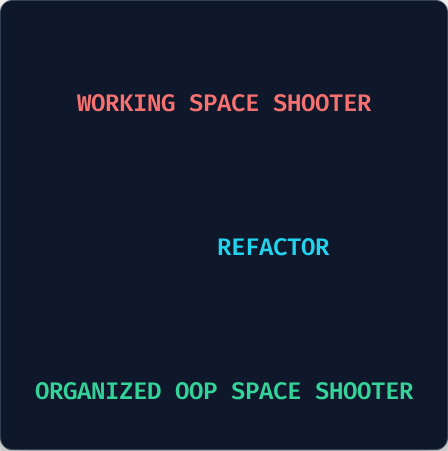 WORKING SPACE SHOOTER
REFACTOR
ORGANIZED OOP SPACE SHOOTER